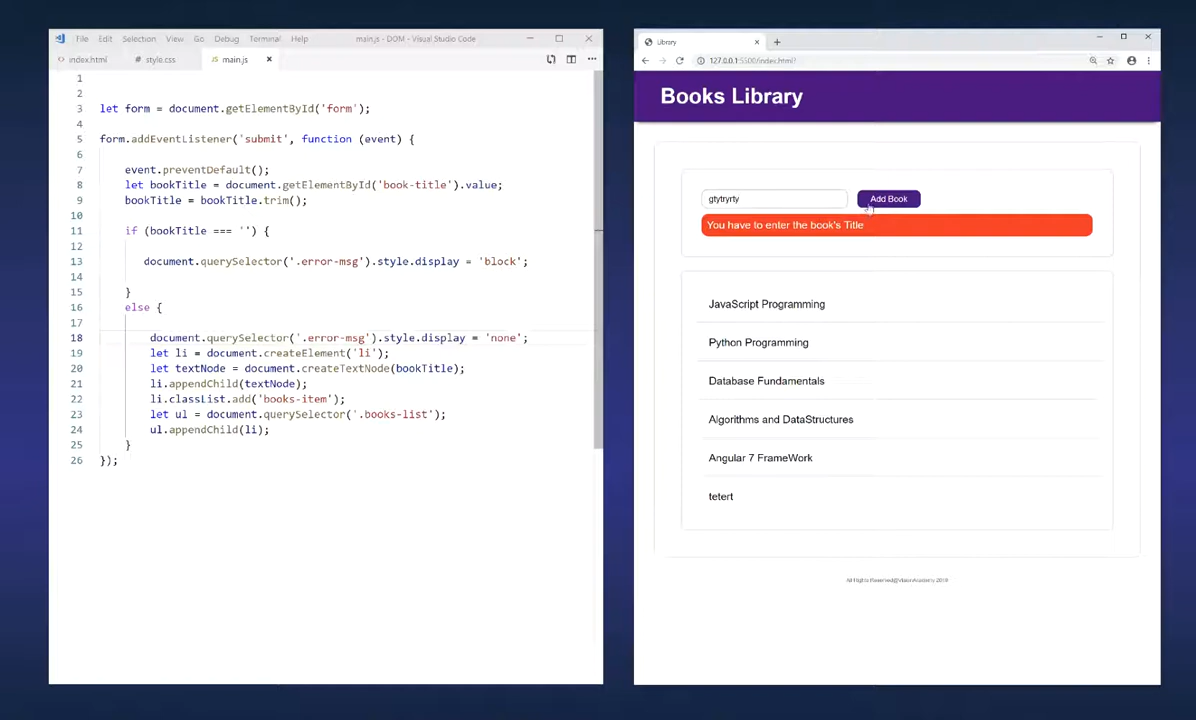 File Edit Selection View Go Debug Terminal Help main.js - DOM - Visual Studio Code
index.html # style.css JS main.js
1
2
3 let form = document.getElementById('form');
4
5 form.addEventListener('submit', function (event) {
6
7 event.preventDefault();
8 let bookTitle = document.getElementById('book-title').value;
9 bookTitle = bookTitle.trim();
10
11 if (bookTitle === '') {
12
13 document.querySelector('.error-msg').style.display = 'block';
14
15 }
16 else {
17
18 document.querySelector('.error-msg').style.display = 'none';
19 let li = document.createElement('li');
20 let textNode = document.createTextNode(bookTitle);
21 li.appendChild(textNode);
22 li.classList.add('books-item');
23 let ul = document.querySelector('.books-list');
24 ul.appendChild(li);
25 }
26 });
Library
127.0.0.1:5500/index.html?
Books Library
gtytryrty Add Book
You have to enter the book's Title
JavaScript Programming
Python Programming
Database Fundamentals
Algorithms and DataStructures
Angular 7 FrameWork
tetert